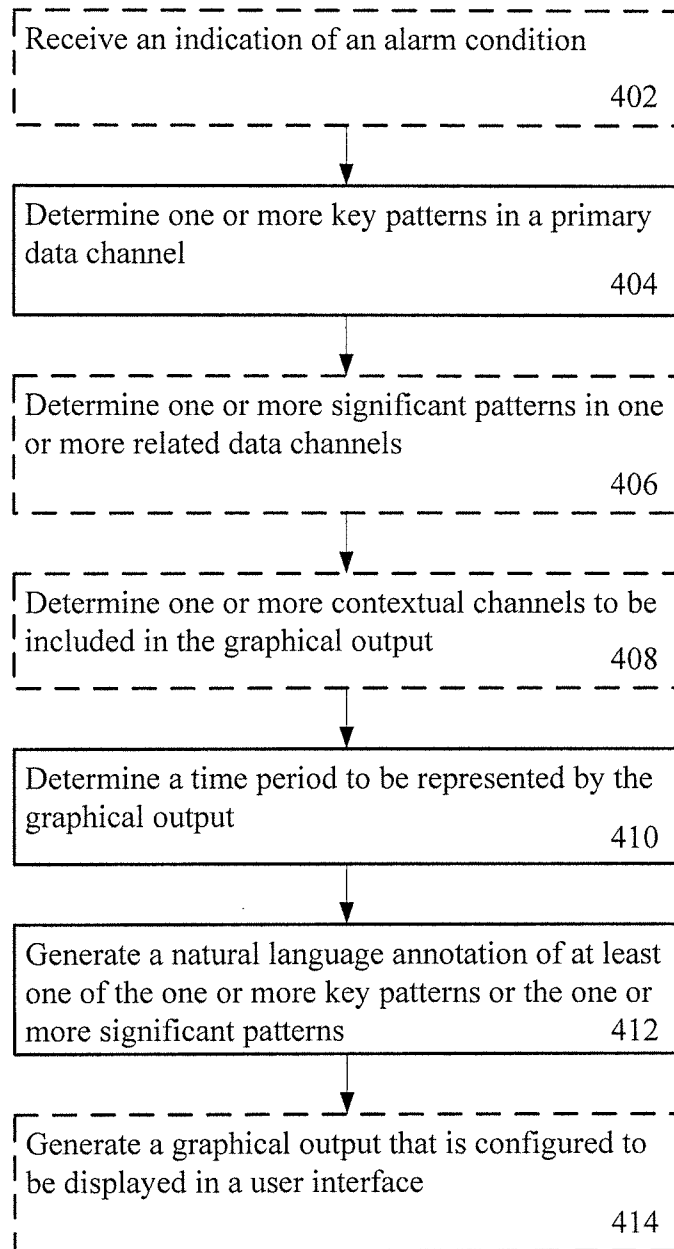 Receive an indication of an alarm condition
402
Determine one or more key patterns in a primary
data channel
404
Determine one or more significant patterns in one
or more related data channels
406
Determine one or more contextual channels to be
included in the graphical output
408
Determine a time period to be represented by the
graphical output
410
Generate a natural language annotation of at least
one of the one or more key patterns or the one or
more significant patterns
412
Generate a graphical output that is configured to
be displayed in a user interface
414